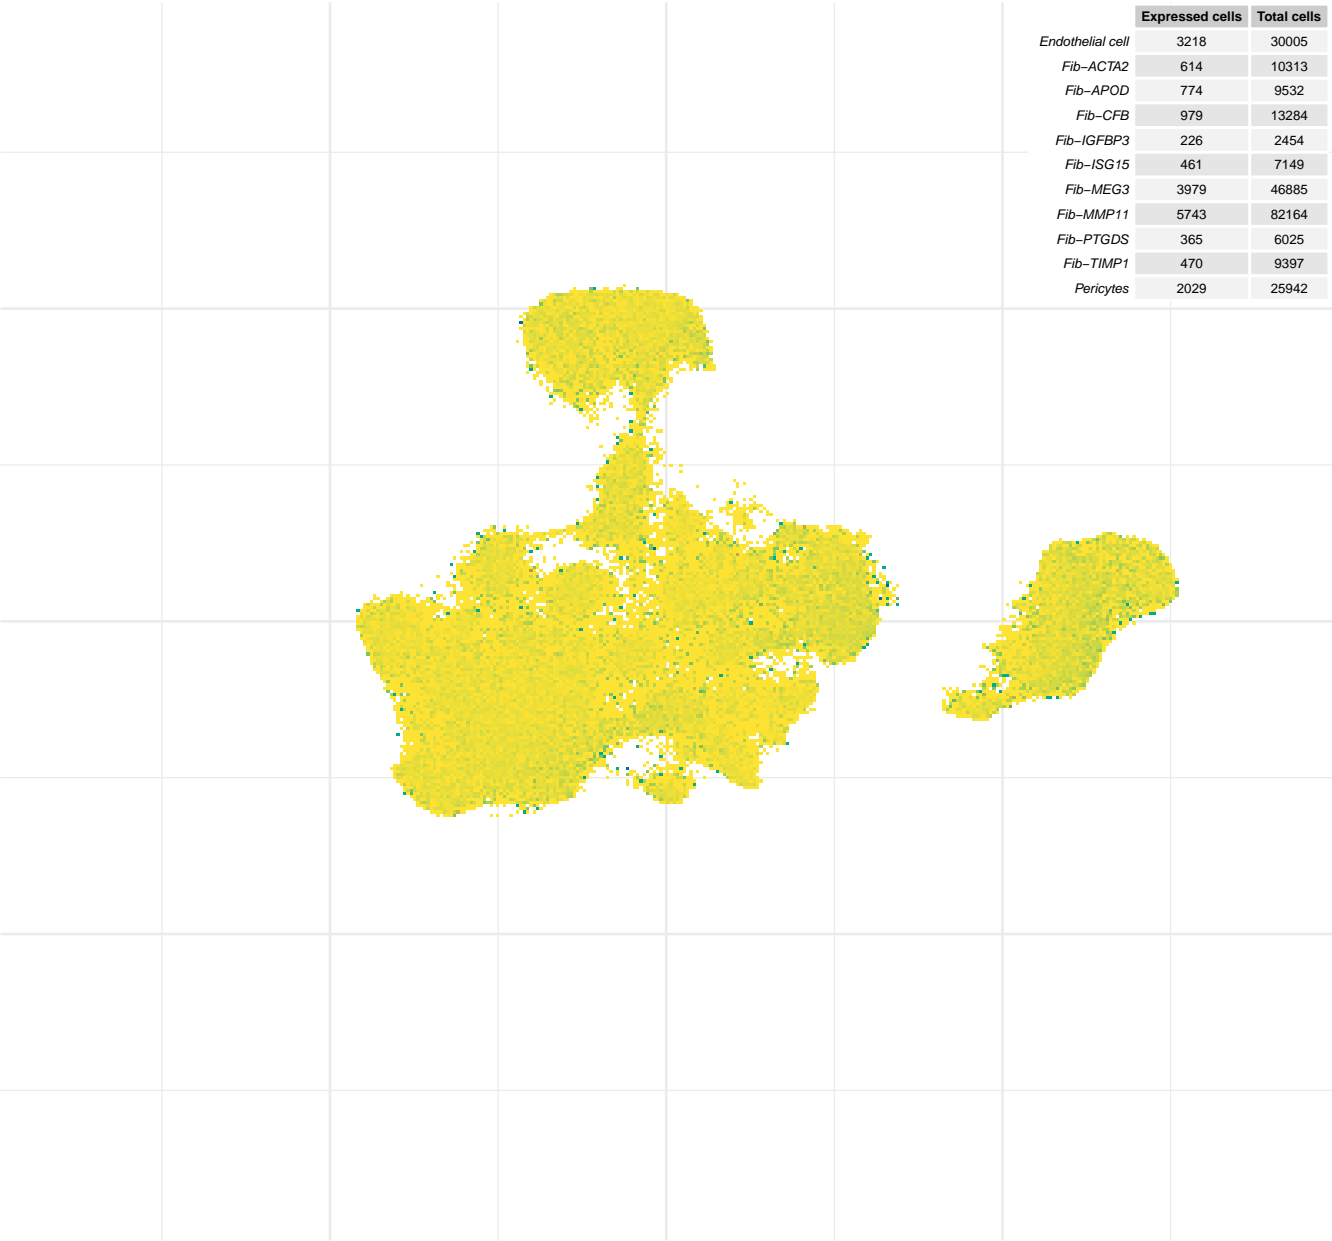 Expressed cells Total cells
Endothelial cell 3218 30005
Fib−ACTA2 614 10313
Fib−APOD 774 9532
Fib−CFB 979 13284
Fib−IGFBP3 226 2454
Fib−ISG15 461 7149
Fib−MEG3 3979 46885
Fib−MMP11 5743 82164
Fib−PTGDS 365 6025
Fib−TIMP1 470 9397
Pericytes 2029 25942